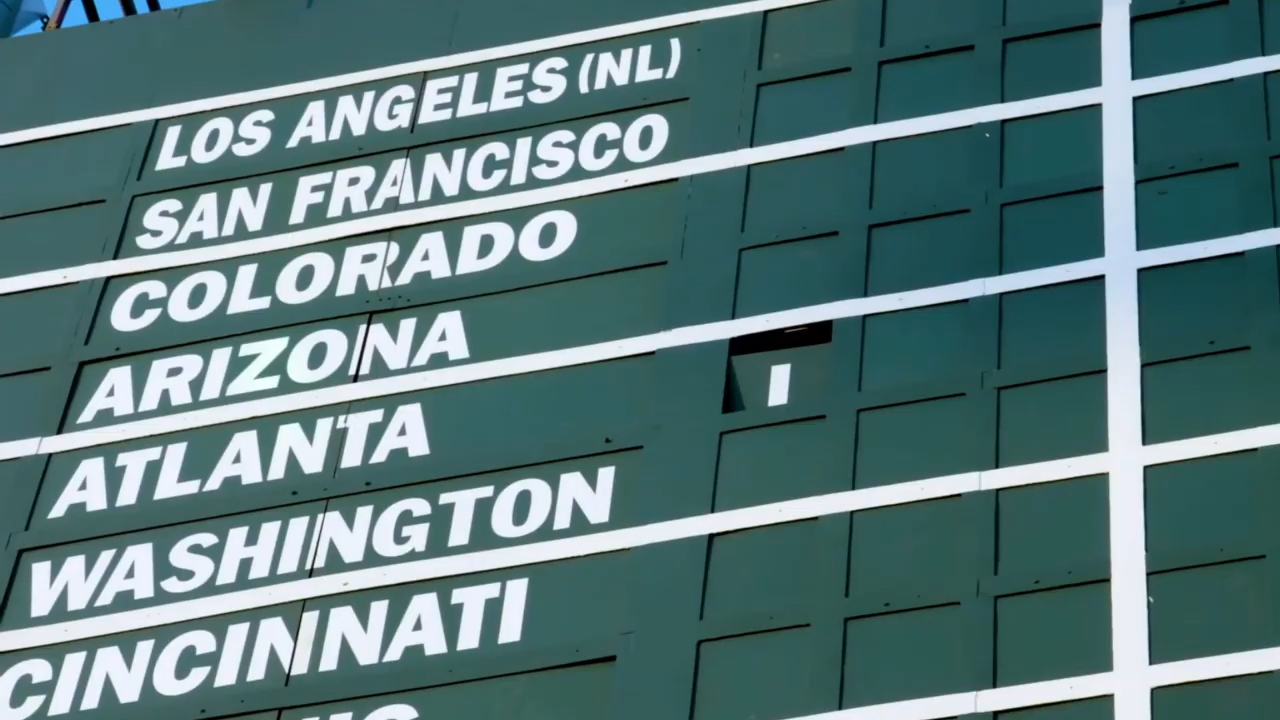 LOS ANGELES (NL)
SAN FRANCISCO
COLORADO
ARIZONA
ATLANTA
1
WASHINGTON
CINCINNATI